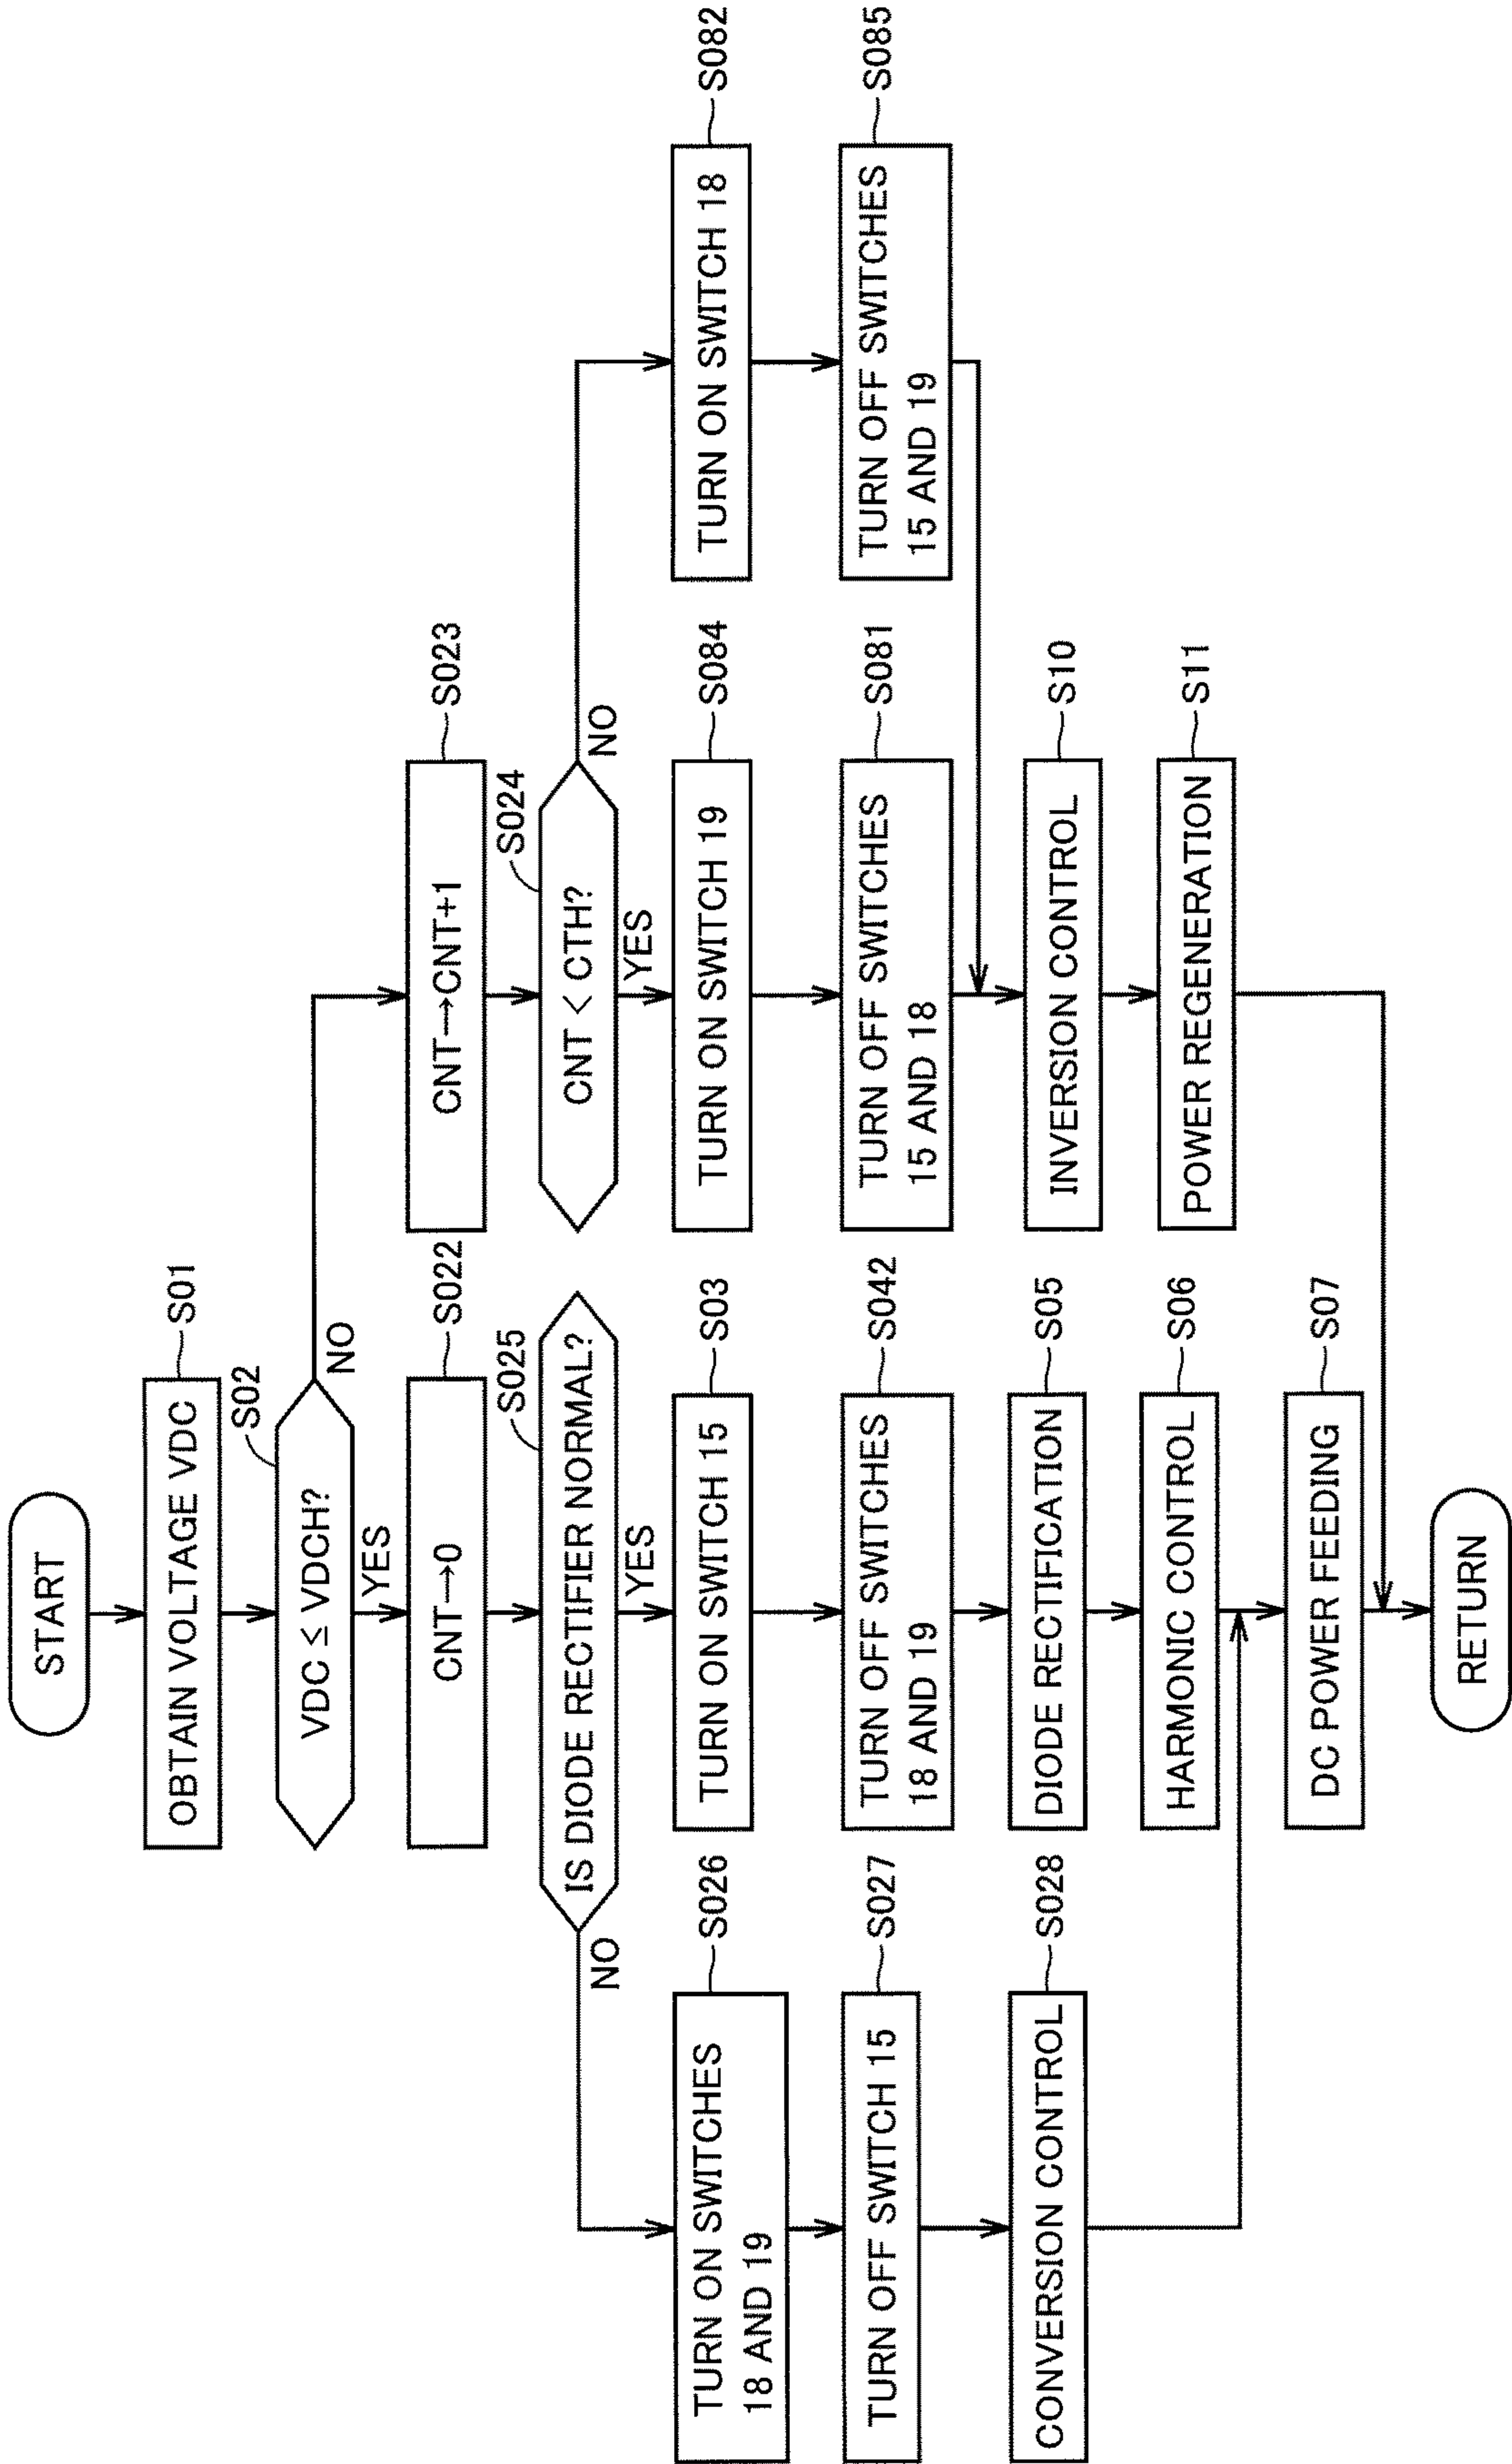 START
OBTAIN VOLTAGE VDC
S01
VDC ≤ VDCH?
S02
YES
NO
CNT→0
S022
CNT→CNT+1
S023
IS DIODE RECTIFIER NORMAL?
S025
YES
NO
CNT < CTH?
S024
YES
NO
TURN ON SWITCHES
18 AND 19
S026
TURN ON SWITCH 15
S03
TURN ON SWITCH 19
S084
TURN ON SWITCH 18
S082
TURN OFF SWITCH 15
S027
TURN OFF SWITCHES
18 AND 19
S042
TURN OFF SWITCHES
15 AND 18
S081
TURN OFF SWITCHES
15 AND 19
S085
CONVERSION CONTROL
S028
DIODE RECTIFICATION
S05
INVERSION CONTROL
S10
HARMONIC CONTROL
S06
POWER REGENERATION
S11
DC POWER FEEDING
S07
RETURN